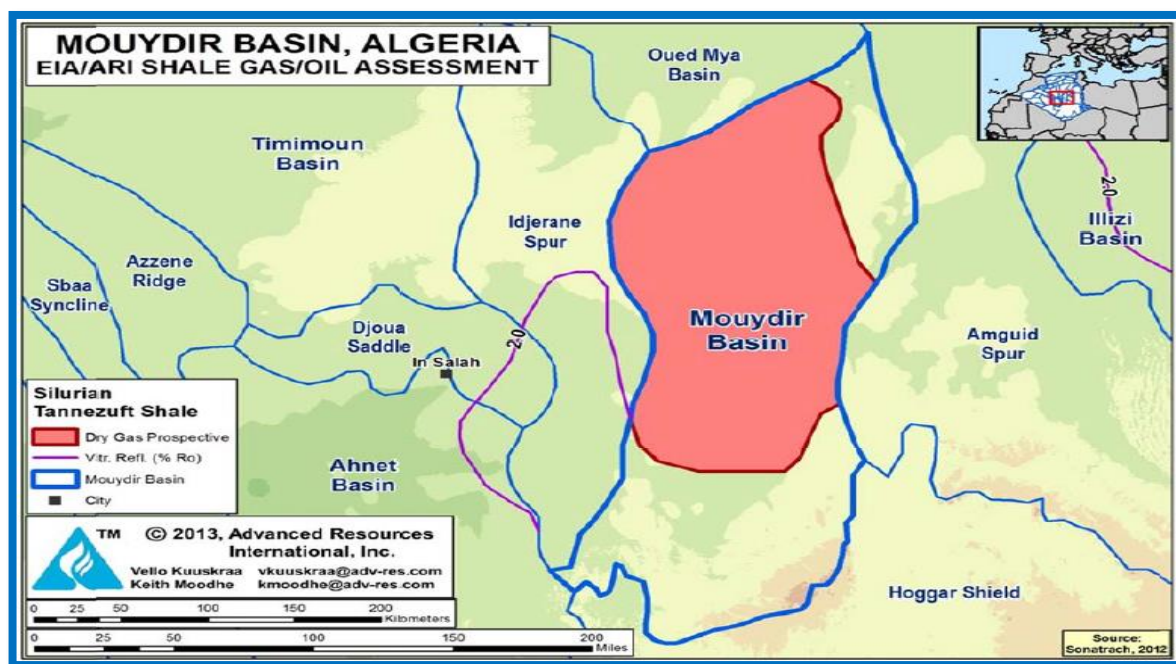 MOUYDIR BASIN, ALGERIA
EIA/ARI SHALE GAS/OIL ASSESSMENT
Oued Mya
Basin
Timimoun
Basin
Idjerane
Spur
2.0
Illizi
Basin
Azzene
Ridge
Sbaa
Syncline
Djoua
Saddle
In Salah
2.0
Mouydir
Basin
Amguid
Spur
Ahnet
Basin
Hoggar Shield
Silurian
Tannezuft Shale
Dry Gas Prospective
Vitr. Refl. (% Ro)
Mouydir Basin
City
TM © 2013, Advanced Resources
International, Inc.
Vello Kuuskraa vkuuskraa@adv-res.com
Keith Moodhe kmoodhe@adv-res.com
0 25 50 100 150 200
Kilometers
0 25 50 100 150 200
Miles
Source:
Sonatrach, 2012